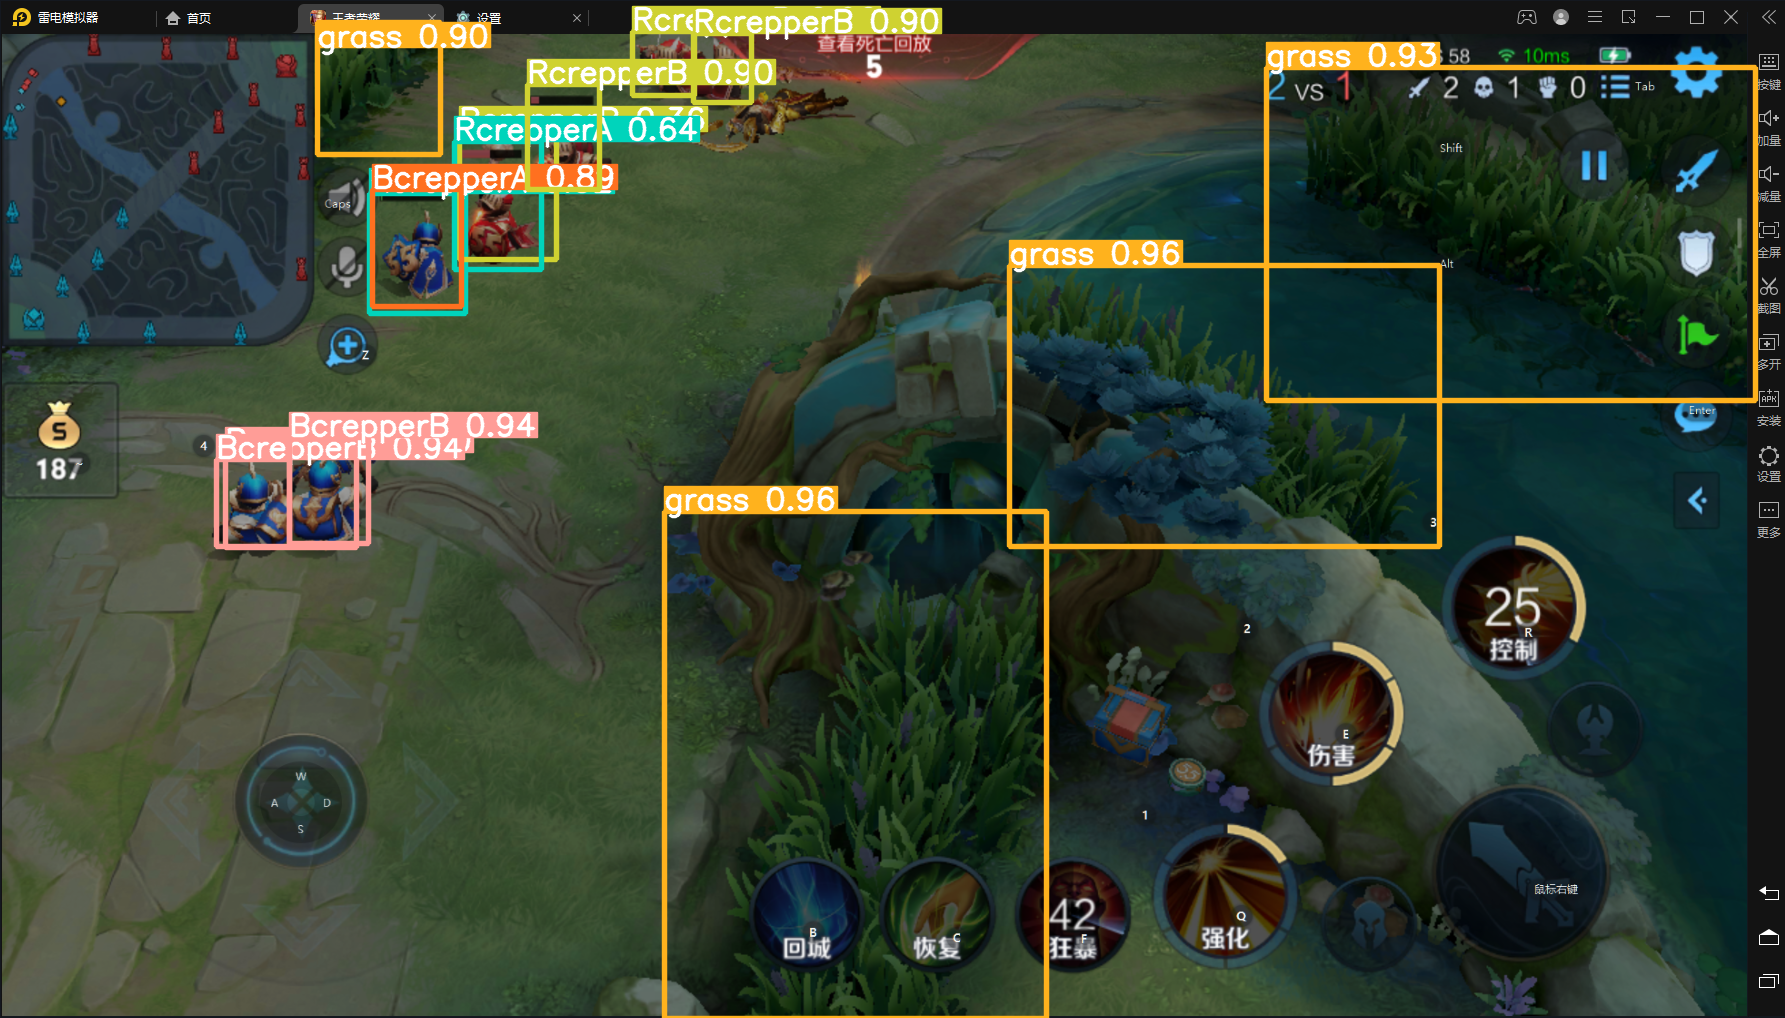 雷电模拟器
首页
王者荣耀
设置
grass 0.90
RcrepperB 0.90
查看死亡回放
5
RcrepperB 0.90
RcrepperA 0.64
BcrepperA 0.89
grass 0.93
58
10ms
2 VS 1
2
1
0
Tab
Shift
Caps
Alt
grass 0.96
Z
Enter
按键
加量
减量
全屏
截图
多开
安装
设置
更多
187
4
BcrepperB 0.94
BcrepperB 0.94
grass 0.96
3
2
25
R
控制
E
伤害
W
A
D
S
1
鼠标右键
B
回城
C
恢复
42
F
狂暴
Q
强化